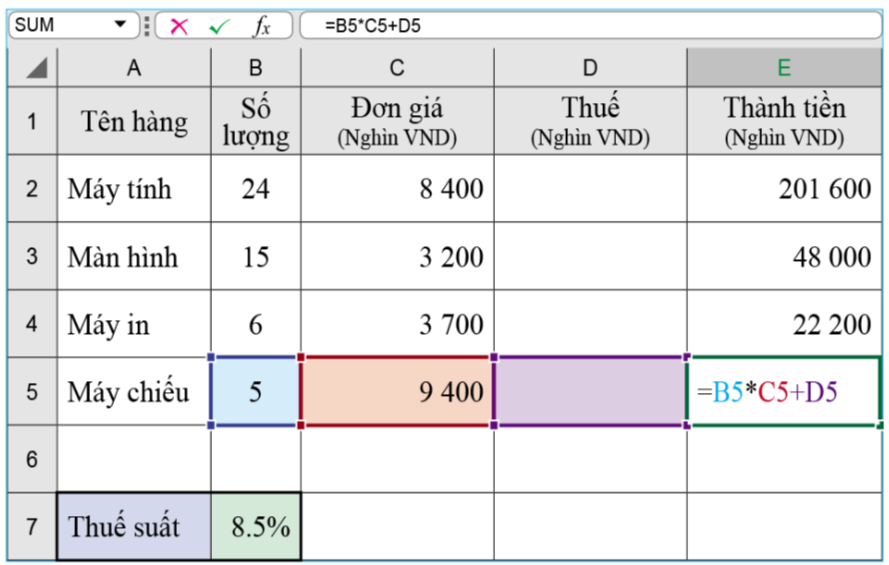 SUM fx =B5*C5+D5
A B C D E
1 Tên hàng Số lượng Đơn giá (Nghìn VND) Thuế (Nghìn VND) Thành tiền (Nghìn VND)
2 Máy tính 24 8 400 201 600
3 Màn hình 15 3 200 48 000
4 Máy in 6 3 700 22 200
5 Máy chiếu 5 9 400 =B5*C5+D5
6
7 Thuế suất 8.5%